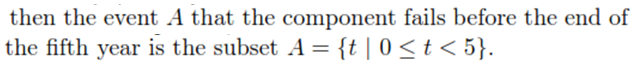 then the event A that the component fails before the end of
the fifth year is the subset A = {t | 0 ≤ t < 5}.